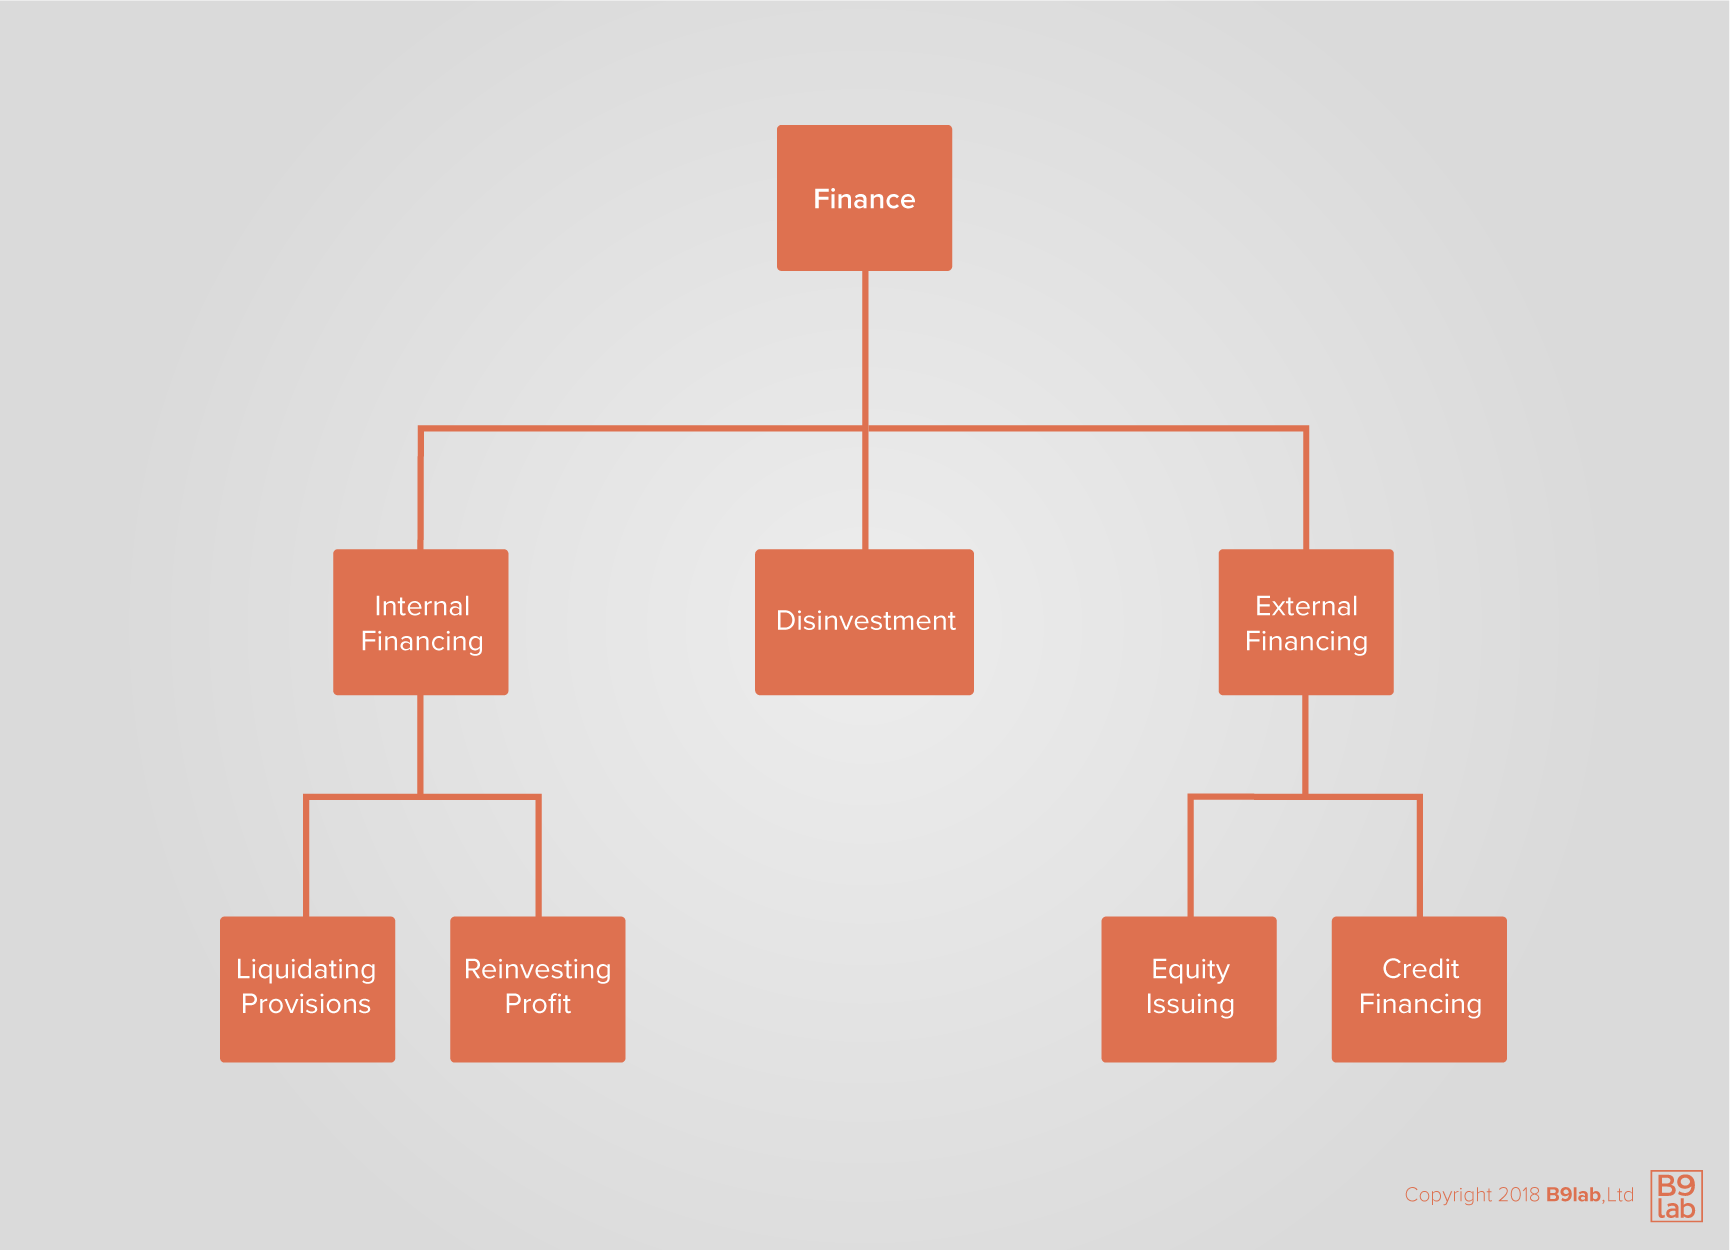 Finance
Internal
Financing
Disinvestment
External
Financing
Liquidating
Provisions
Reinvesting
Profit
Equity
Issuing
Credit
Financing
Copyright 2018 B9lab,Ltd
B9
lab